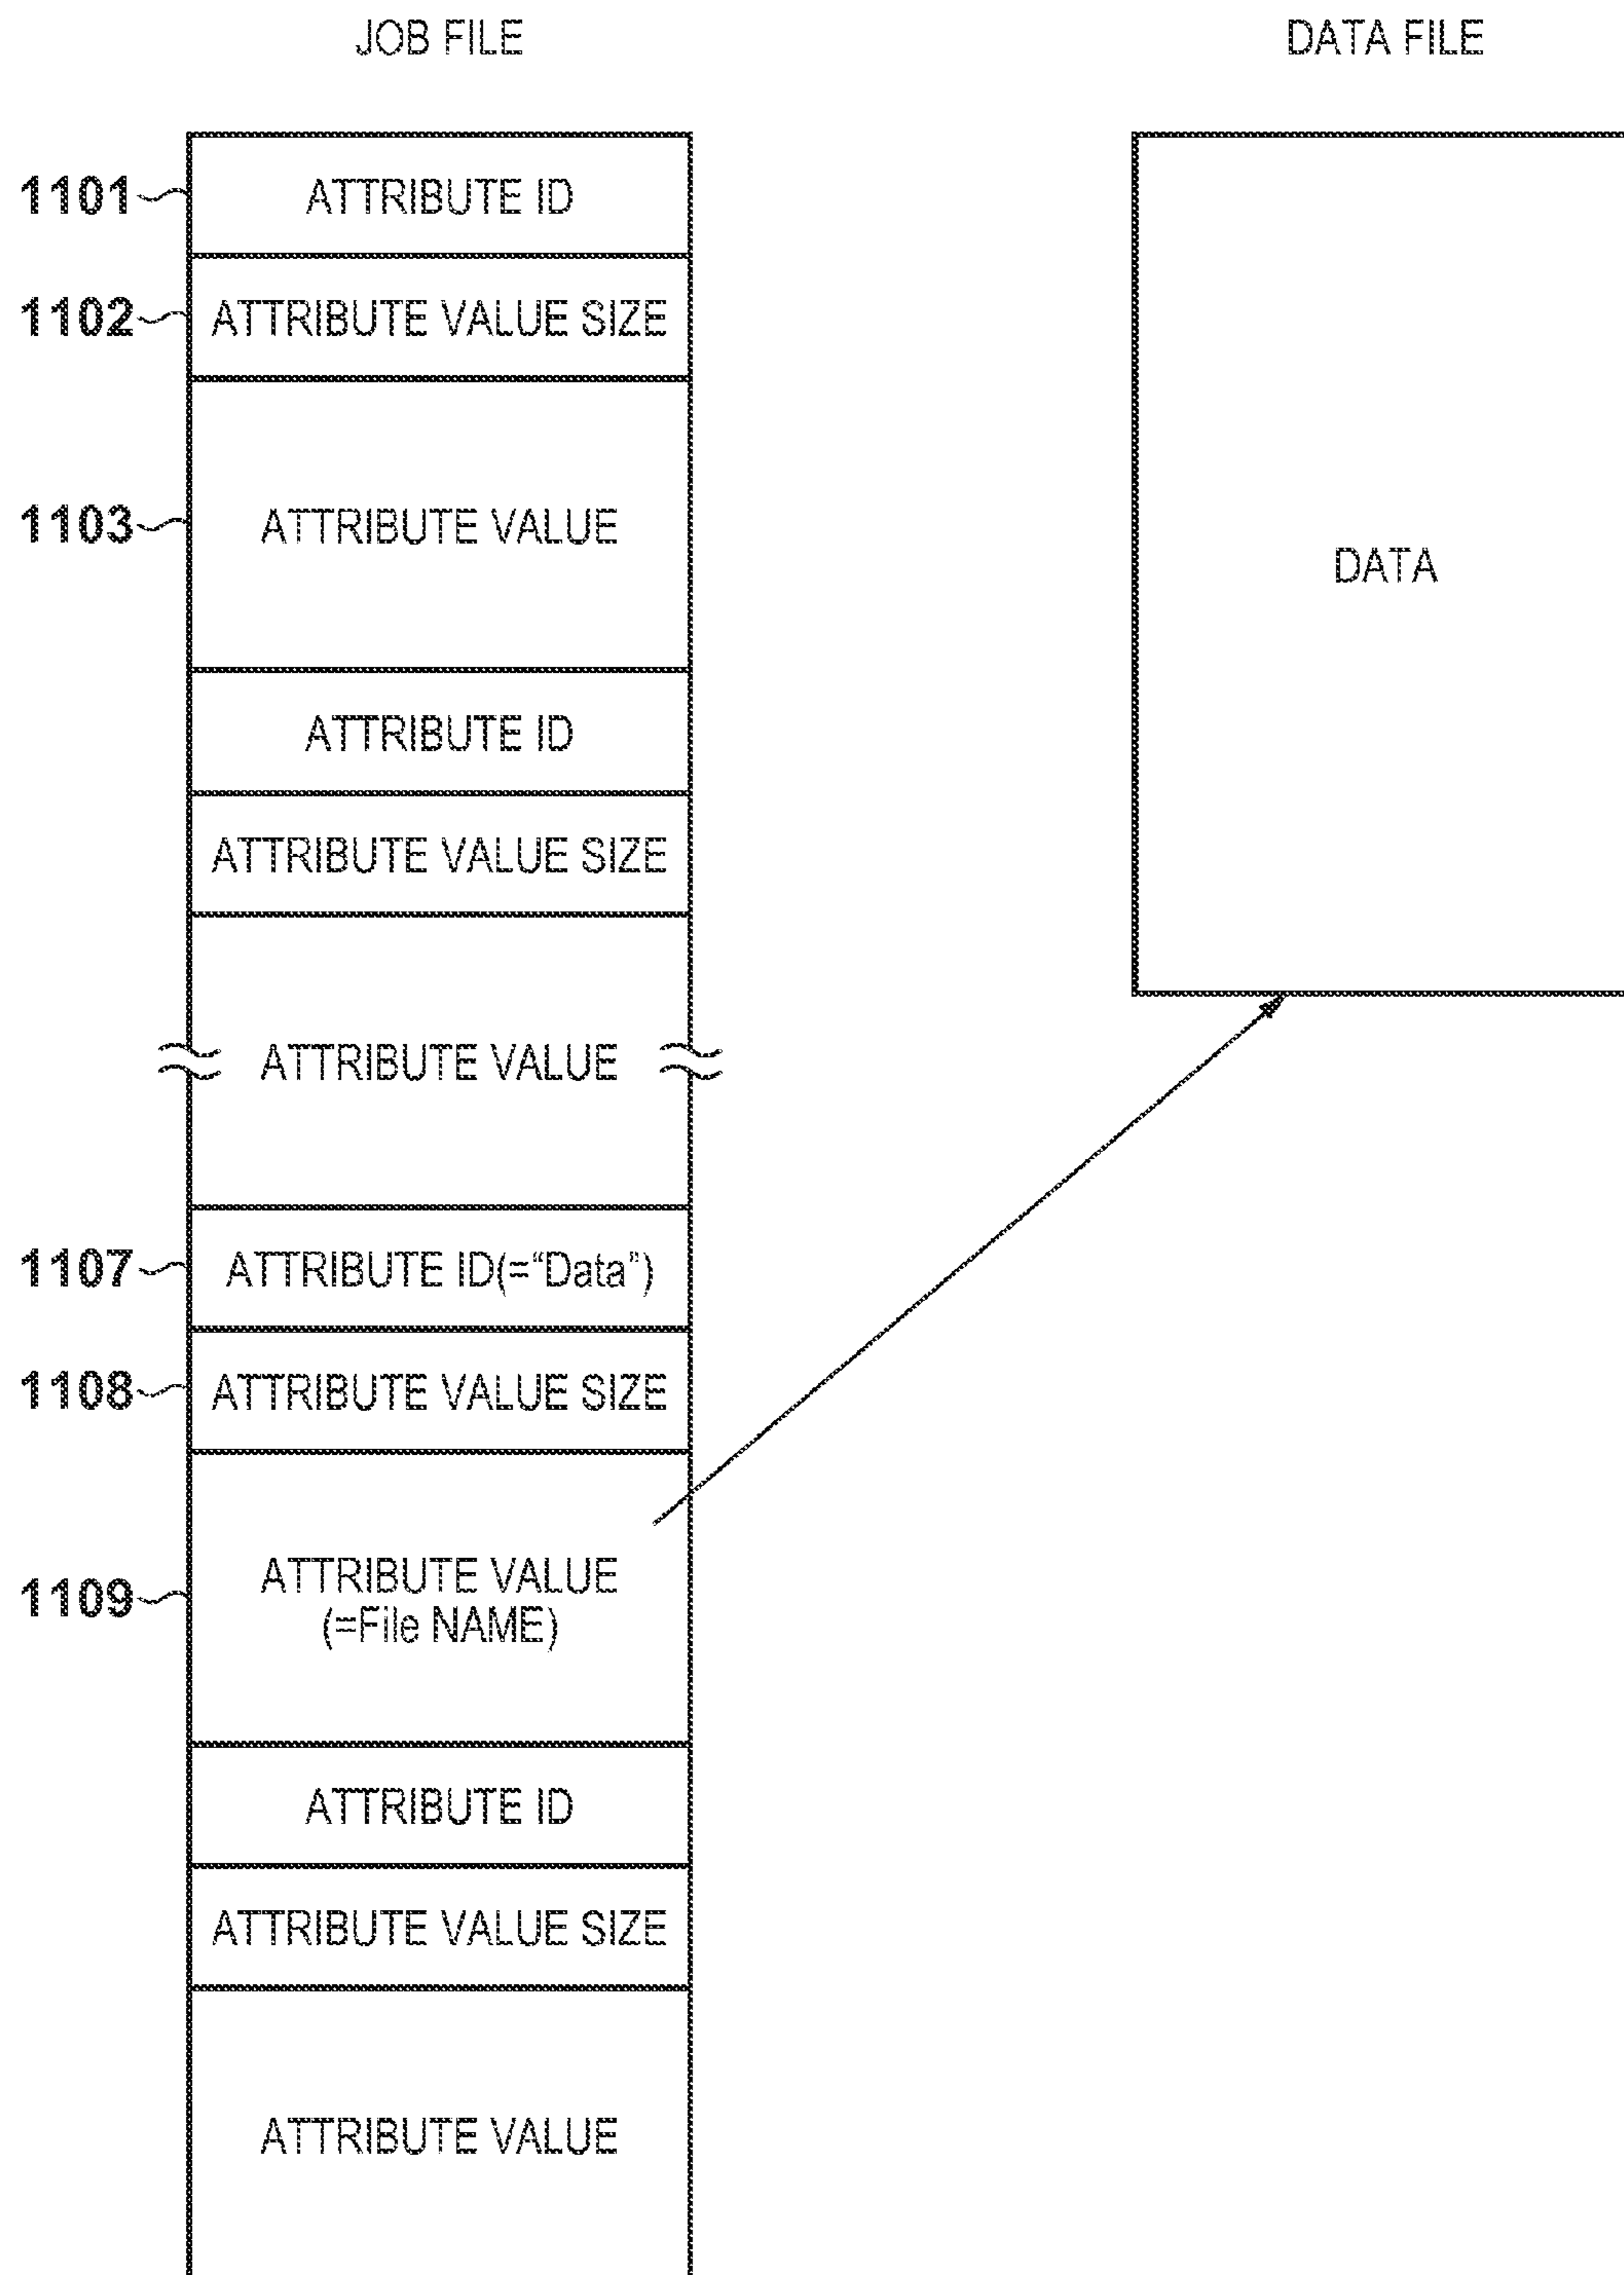 JOB FILE
DATA FILE
1101
ATTRIBUTE ID
1102
ATTRIBUTE VALUE SIZE
1103
ATTRIBUTE VALUE
DATA
ATTRIBUTE ID
ATTRIBUTE VALUE SIZE
ATTRIBUTE VALUE
1107
ATTRIBUTE ID(=“Data”)
1108
ATTRIBUTE VALUE SIZE
1109
ATTRIBUTE VALUE
(=File NAME)
ATTRIBUTE ID
ATTRIBUTE VALUE SIZE
ATTRIBUTE VALUE